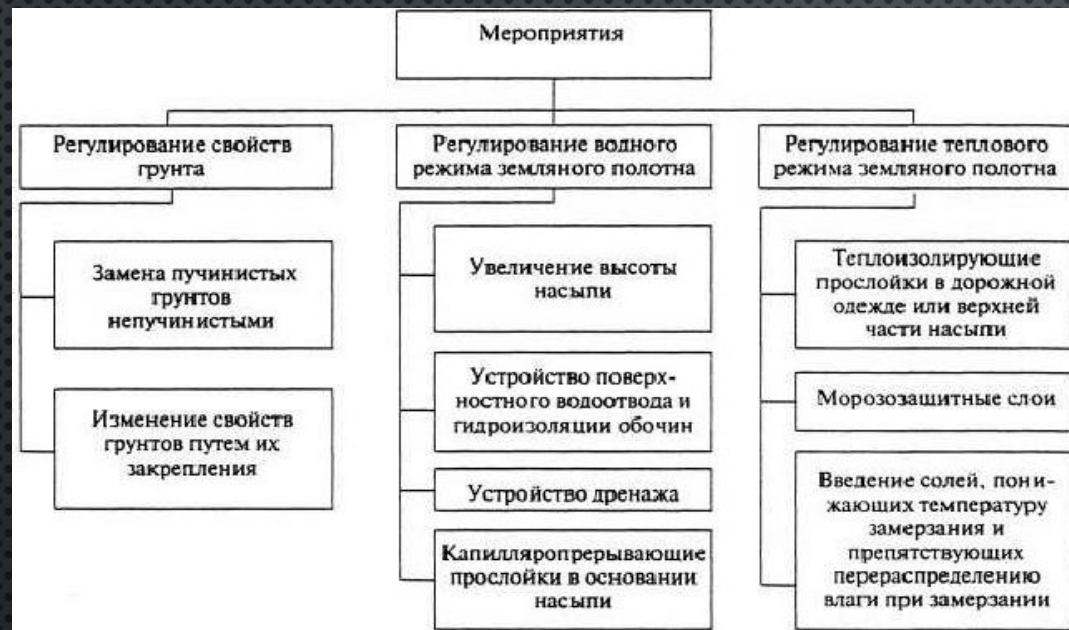 Мероприятия
Регулирование свойств
грунта
Замена пучинистых
грунтов
непучинистыми
Изменение свойств
грунтов путем их
закрепления
Регулирование водного
режима земляного полотна
Увеличение высоты
насыпи
Устройство поверх-
ностного водоотвода и
гидроизоляции обочин
Устройство дренажа
Капилляропрерывающие
прослойки в основании
насыпи
Регулирование теплового
режима земляного полотна
Теплоизолирующие
прослойки в дорожной
одежде или верхней
части насыпи
Морозозащитные слои
Введение солей, пони-
жающих температуру
замерзания и
препятствующих
перераспределению
влаги при замерзании